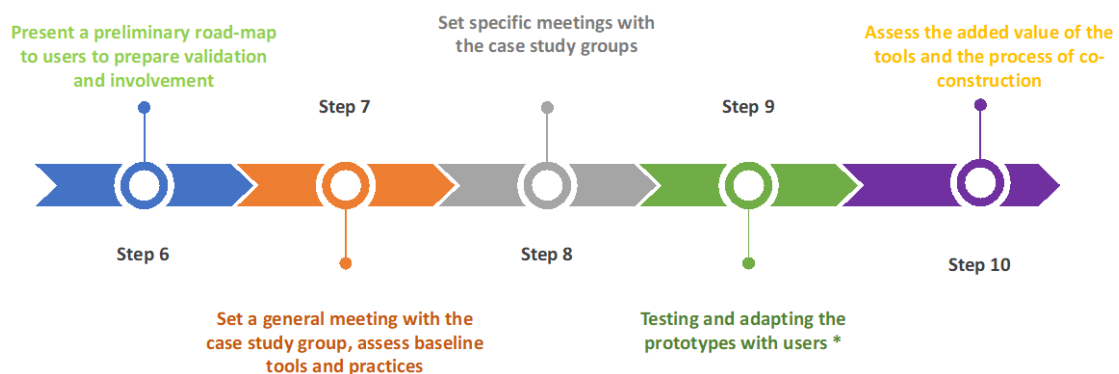 Present a preliminary road-map
to users to prepare validation
and involvement
Step 6
Step 7
Set a general meeting with the
case study group, assess baseline
tools and practices
Set specific meetings with
the case study groups
Step 8
Step 9
Testing and adapting the
prototypes with users *
Assess the added value of the
tools and the process of co-
construction
Step 10